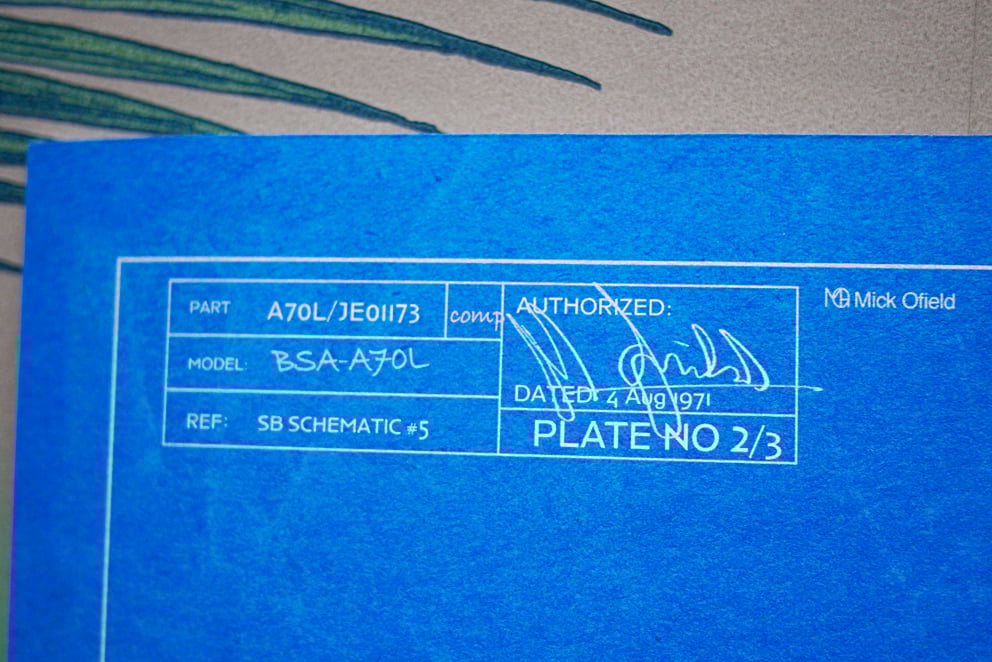 PART A70L/JE01173 comp
MODEL: BSA-A70L
REF: SB SCHEMATIC #5
AUTHORIZED:
DATED: 4 Aug 1971
PLATE NO 2/3
Mick Ofield